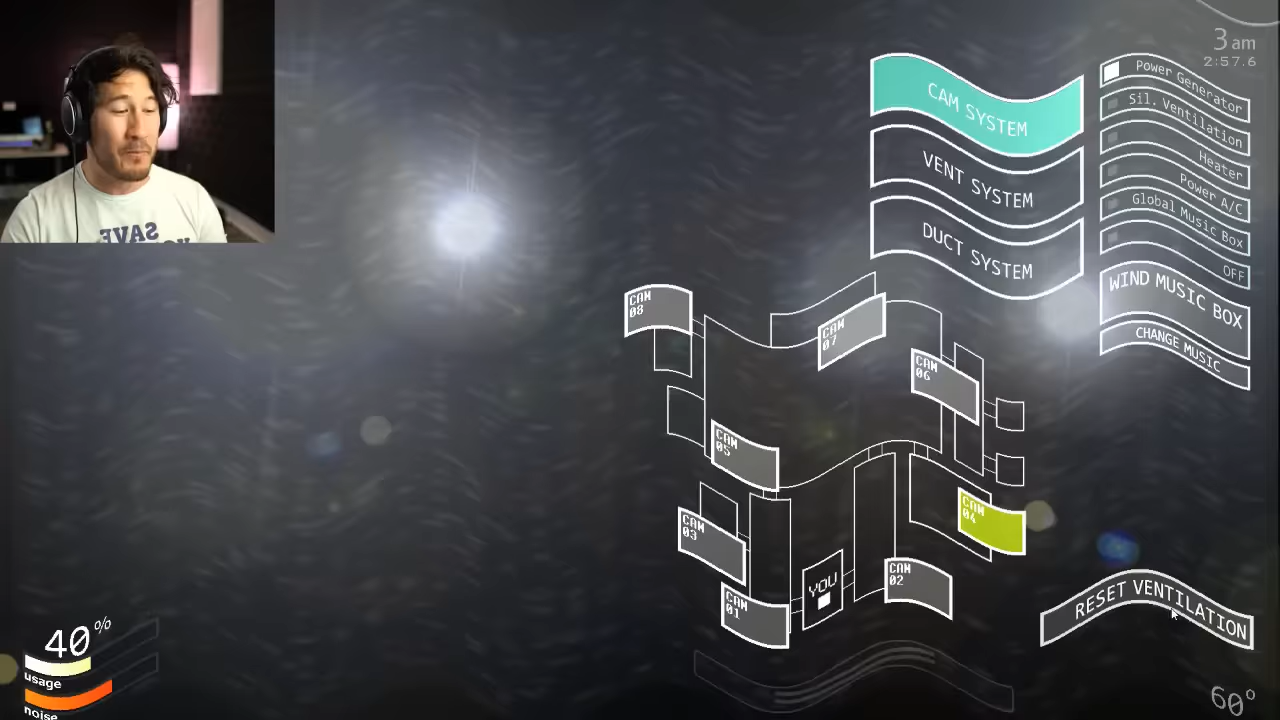 3 am
2:57.6
CAM SYSTEM
VENT SYSTEM
DUCT SYSTEM
Power Generator
Sil. Ventilation
Heater
Power A/C
Global Music Box
OFF
WIND MUSIC BOX
CHANGE MUSIC
CAM
08
CAM
07
CAM
06
CAM
05
CAM
04
CAM
03
CAM
02
CAM
01
YOU
RESET VENTILATION
40%
usage
noise
60°
SAVE